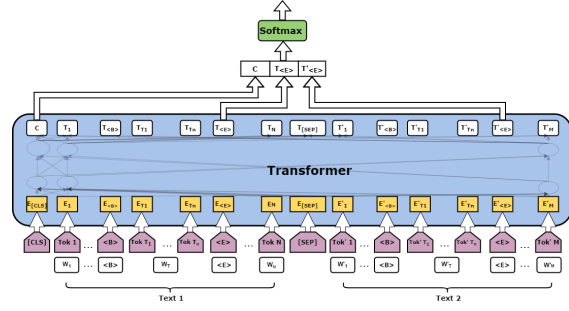 Softmax
C T<E> T'<E>
C T1 T<B> TT1 TTn T<E> TN T[SEP] T'1 T'<B> T'T1 T'Tn T'<E> T'M
Transformer
E[CLS] E1 E<B> ET1 ETn E<E> EN E[SEP] E'1 E'<B> E'T1 E'Tn E'<E> E'M
[CLS] Tok 1 ... <B> Tok T1 ... Tok Tn <E> ... Tok N [SEP] Tok' 1 ... <B> Tok' T1 ... Tok' Tn <E> ... Tok' M
W1 ... <B> WT <E> ... WN W'1 ... <B> W'T <E> ... W'M
Text 1 Text 2